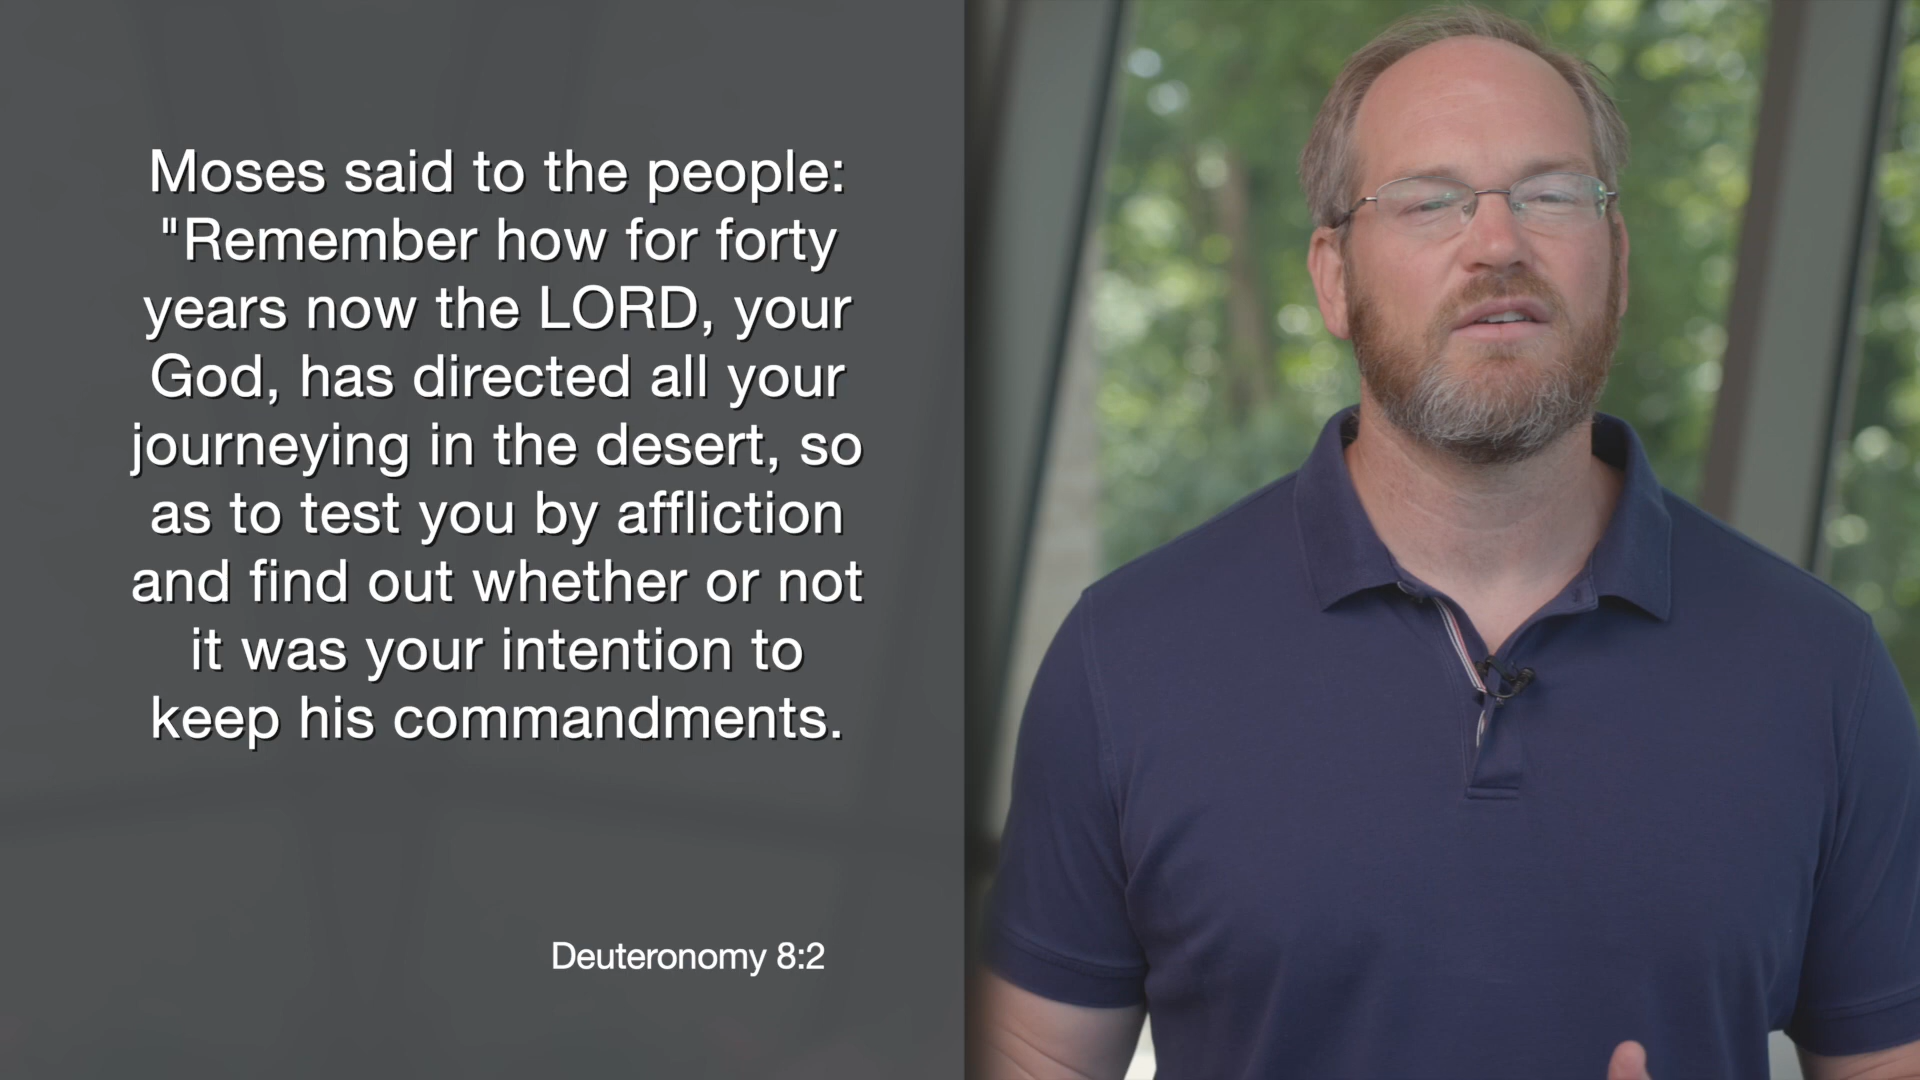 Moses said to the people:
"Remember how for forty
years now the LORD, your
God, has directed all your
journeying in the desert, so
as to test you by affliction
and find out whether or not
it was your intention to
keep his commandments.
Deuteronomy 8:2